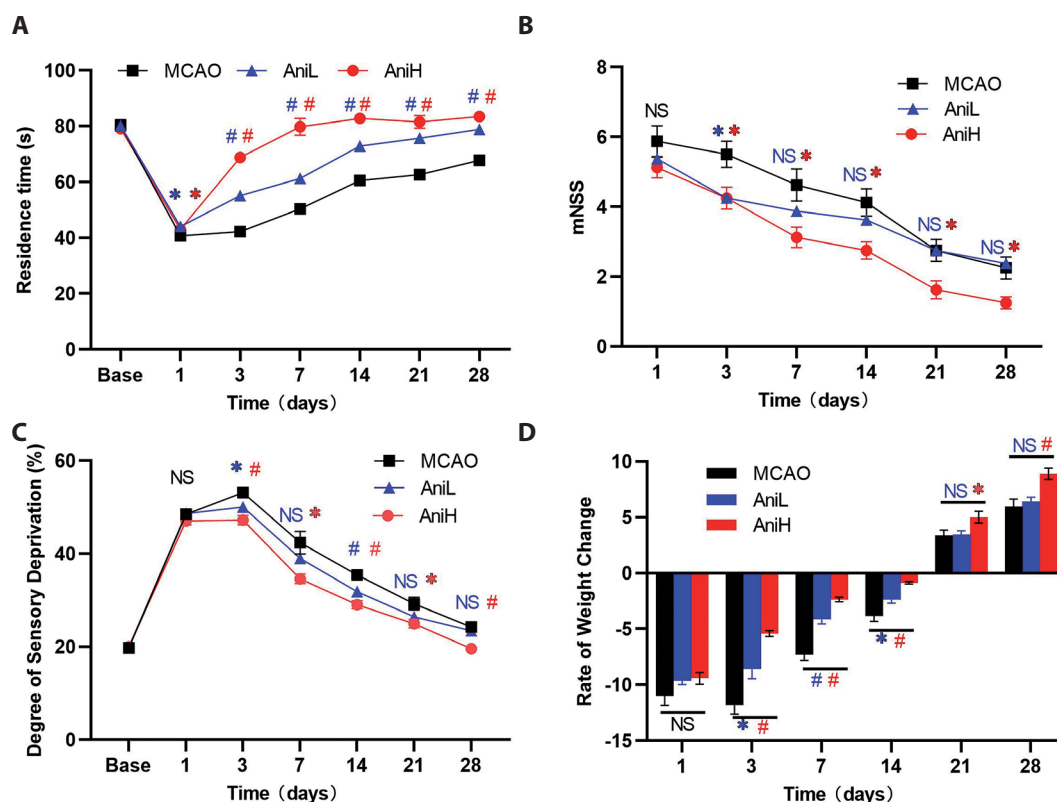 A
MCAO AniL AniH
100
80
60
40
20
0
Residence time (s)
* *
# #
# #
# #
# #
# #
Base 1 3 7 14 21 28
Time（days）
B
MCAO
AniL
AniH
8
6
4
2
0
mNSS
NS
* *
NS *
NS *
NS *
NS *
1 3 7 14 21 28
Time（days）
C
MCAO
AniL
AniH
60
40
20
0
Degree of Sensory Deprivation (%)
NS
* #
NS *
# #
NS *
NS #
Base 1 3 7 14 21 28
Time（days）
D
MCAO
AniL
AniH
10
5
0
-5
-10
-15
Rate of Weight Change
NS
* #
# #
* #
NS *
NS #
1 3 7 14 21 28
Time（days）